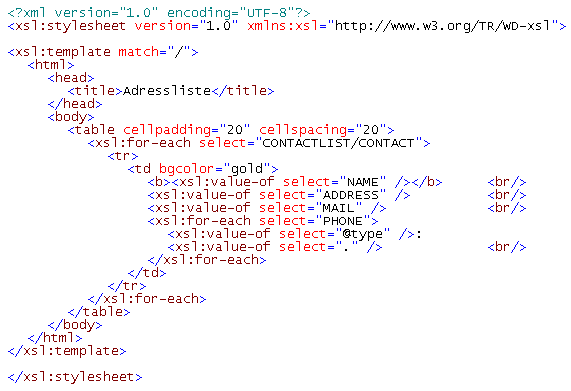 <?xml version="1.0" encoding="UTF-8"?>
<xsl:stylesheet version="1.0" xmlns:xsl="http://www.w3.org/TR/WD-xsl">
<xsl:template match="/">
<html>
<head>
<title>Adressliste</title>
</head>
<body>
<table cellpadding="20" cellspacing="20">
<xsl:for-each select="CONTACTLIST/CONTACT">
<tr>
<td bgcolor="gold">
<b><xsl:value-of select="NAME" /></b> <br/>
<xsl:value-of select="ADDRESS" /> <br/>
<xsl:value-of select="MAIL" /> <br/>
<xsl:for-each select="PHONE">
<xsl:value-of select="@type" />:
<xsl:value-of select="." /> <br/>
</xsl:for-each>
</td>
</tr>
</xsl:for-each>
</table>
</body>
</html>
</xsl:template>
</xsl:stylesheet>